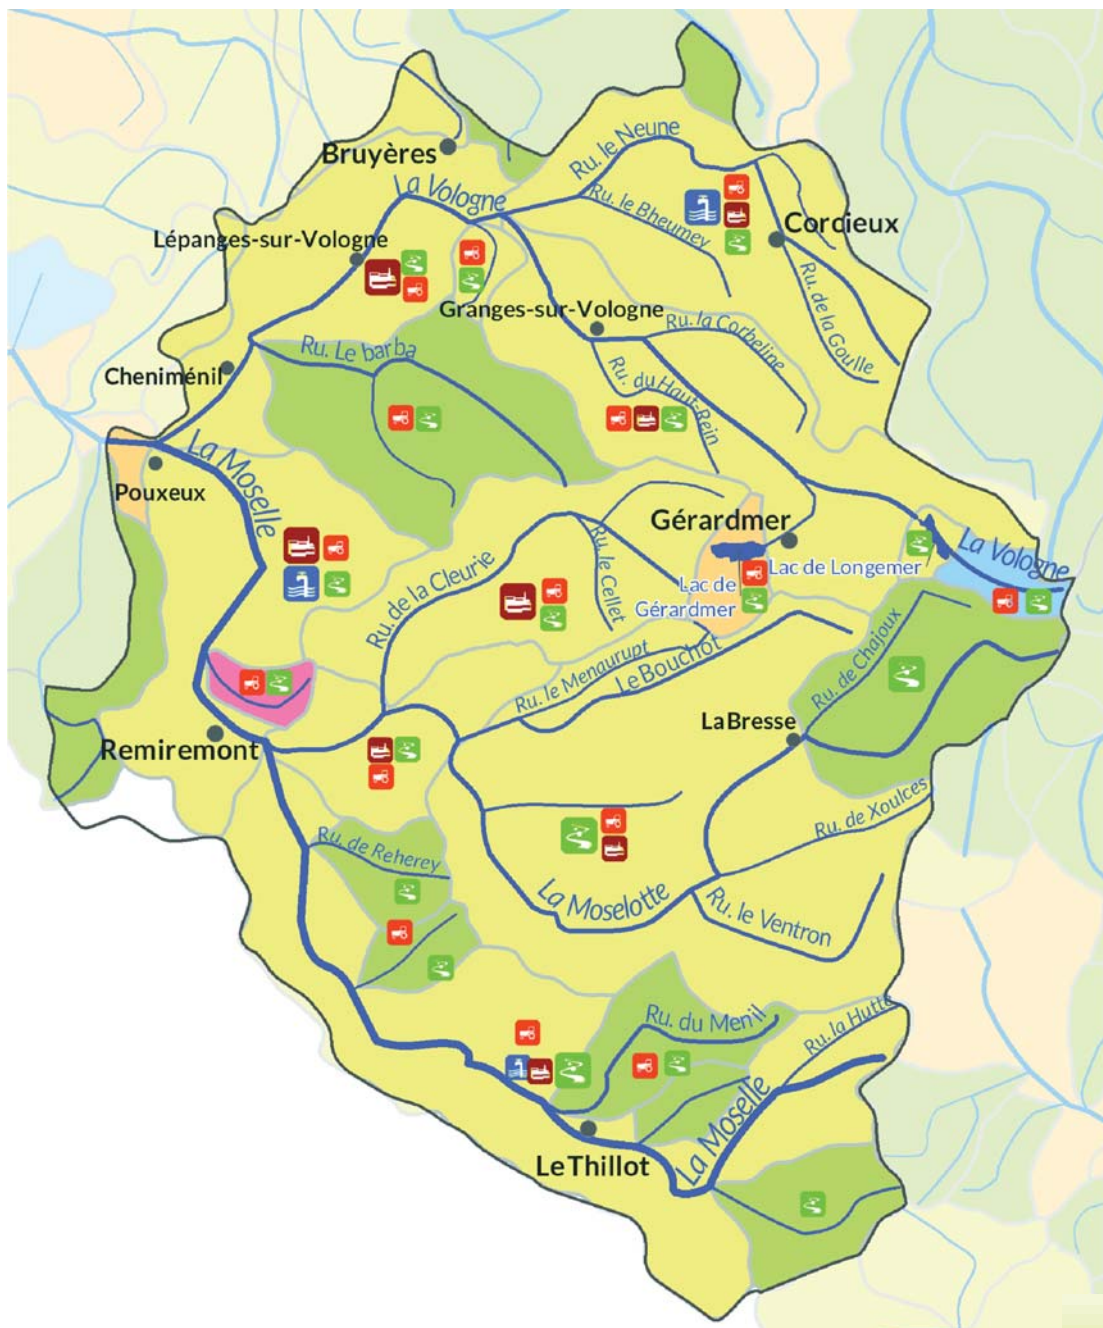 Ru. le Neune
Bruyères
La Vologne
Ru. le Bheumey
Corcieux
Lépanges-sur-Vologne
Granges-sur-Vologne
Ru. la Corbeline
Ru. de la Goulle
Ru. Le barba
Cheniménil
Ru. du Haut-Rein
La Moselle
Pouxeux
Gérardmer
La Vologne
Ru. de la Cleurie
Ru. le Cellet
Lac de Longemer
Lac de
Gérardmer
Ru. le Menaurupt
Le Bouchot
Ru. de Chajoux
La Bresse
Remiremont
Ru. de Xoulces
Ru. de Reherey
La Moselotte
Ru. le Ventron
Ru. du Menil
Ru. la Hutte
La Moselle
Le Thillot